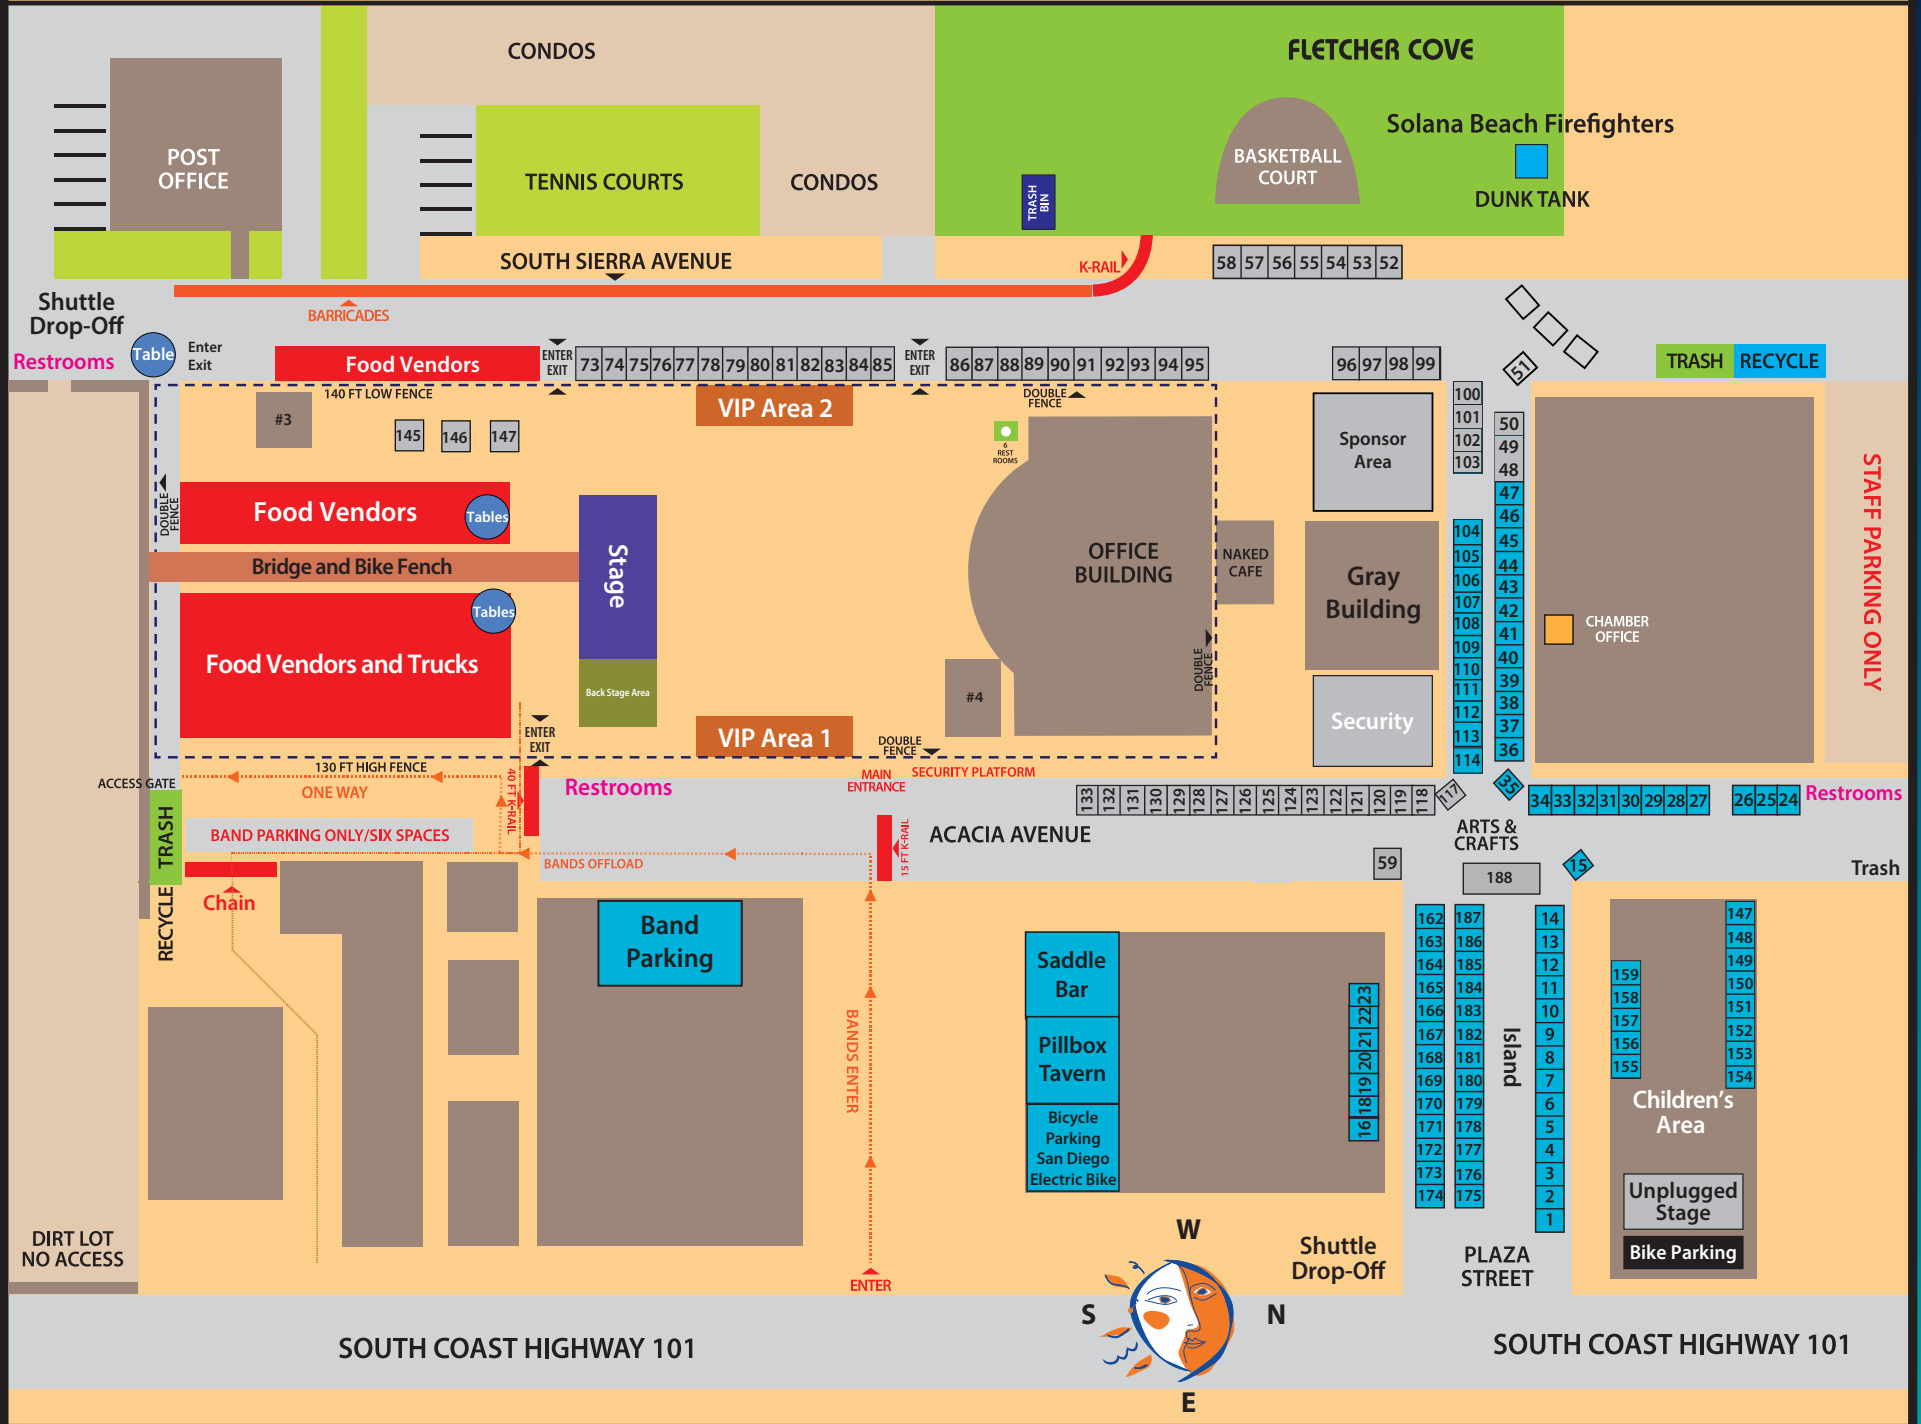 CONDOS
FLETCHER COVE
Solana Beach Firefighters
POST
OFFICE
TENNIS COURTS
CONDOS
TRASH
BIN
BASKETBALL
COURT
DUNK TANK
SOUTH SIERRA AVENUE
K-RAIL
58 57 56 55 54 53 52
Shuttle
Drop-Off
BARRICADES
Restrooms
Table
Enter
Exit
Food Vendors
ENTER
EXIT
73 74 75 76 77 78 79 80 81 82 83 84 85
ENTER
EXIT
86 87 88 89 90 91 92 93 94 95
96 97 98 99
51
TRASH
RECYCLE
140 FT LOW FENCE
VIP Area 2
DOUBLE
FENCE
#3
145
146
147
6
REST
ROOMS
Sponsor
Area
100
101
102
103
50
49
48
47
46
45
44
43
42
41
40
39
38
37
36
DOUBLE
FENCE
Food Vendors
Tables
Bridge and Bike Fench
Stage
OFFICE
BUILDING
NAKED
CAFE
Gray
Building
104
105
106
107
108
109
110
111
112
113
114
STAFF PARKING ONLY
Tables
Food Vendors and Trucks
Back Stage Area
CHAMBER
OFFICE
DOUBLE
FENCE
#4
Security
ENTER
EXIT
VIP Area 1
DOUBLE
FENCE
130 FT HIGH FENCE
ACCESS GATE
ONE WAY
40 FT K-RAIL
Restrooms
MAIN
ENTRANCE
SECURITY PLATFORM
133 132 131 130 129 128 127 126 125 124 123 122 121 120 119 118
117
35
34 33 32 31 30 29 28 27
26 25 24
Restrooms
TRASH
BAND PARKING ONLY/SIX SPACES
15 FT K-RAIL
ACACIA AVENUE
ARTS &
CRAFTS
BANDS OFFLOAD
59
188
15
Trash
RECYCLE
Chain
Band
Parking
Saddle
Bar
Pillbox
Tavern
Bicycle
Parking
San Diego
Electric Bike
23
22
21
20
19
18
16
162
163
164
165
166
167
168
169
170
171
172
173
174
187
186
185
184
183
182
181
180
179
178
177
176
175
Island
14
13
12
11
10
9
8
7
6
5
4
3
2
1
159
158
157
156
155
147
148
149
150
151
152
153
154
Children's
Area
Unplugged
Stage
Bike Parking
BANDS ENTER
DIRT LOT
NO ACCESS
ENTER
W
S
N
E
Shuttle
Drop-Off
PLAZA
STREET
SOUTH COAST HIGHWAY 101
SOUTH COAST HIGHWAY 101